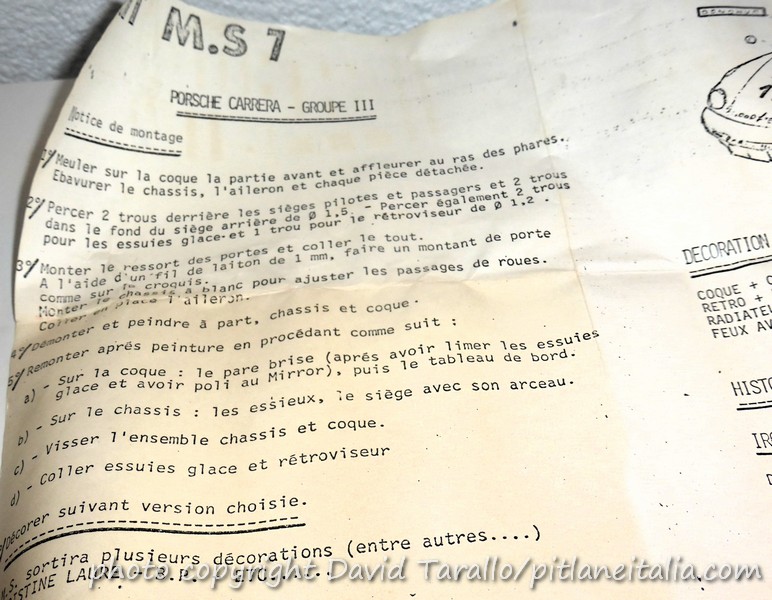 M.S 7
PORSCHE CARRERA - GROUPE III
Notice de montage
1°/ Meuler sur la coque la partie avant et affleurer au ras des phares.
Ebavurer le chassis, l'aileron et chaque pièce détachée.
2°/ Percer 2 trous derrière les sièges pilotes et passagers et 2 trous
dans le fond du siège arrière de Ø 1,5. - Percer également 2 trous
pour les essuies glace et 1 trou pour le rétroviseur de Ø 1.2 .
3°/ Monter le ressort des portes et coller le tout.
A l'aide d'un fil de laiton de 1 mm, faire un montant de porte
comme sur le croquis.
Monter le chassis à blanc pour ajuster les passages de roues.
Coller en place l'aileron.
4°/ Démonter et peindre à part, chassis et coque.
5°/ Remonter aprés peinture en procédant comme suit :
a) - Sur la coque : le pare brise (aprés avoir limer les essuies
glace et avoir poli au Mirror), puis le tableau de bord.
b) - Sur le chassis : les essieux, le siège avec son arceau.
c) - Visser l'ensemble chassis et coque.
d) - Coller essuies glace et rétroviseur
Décorer suivant version choisie.
M.S. sortira plusieurs décorations (entre autres....)
LAURA - B.P. - ETC...
DECORATION
COQUE +
RETRO +
RADIATEU
FEUX AV
HISTO
photo copyright David Tarallo/pitlaneitalia.com